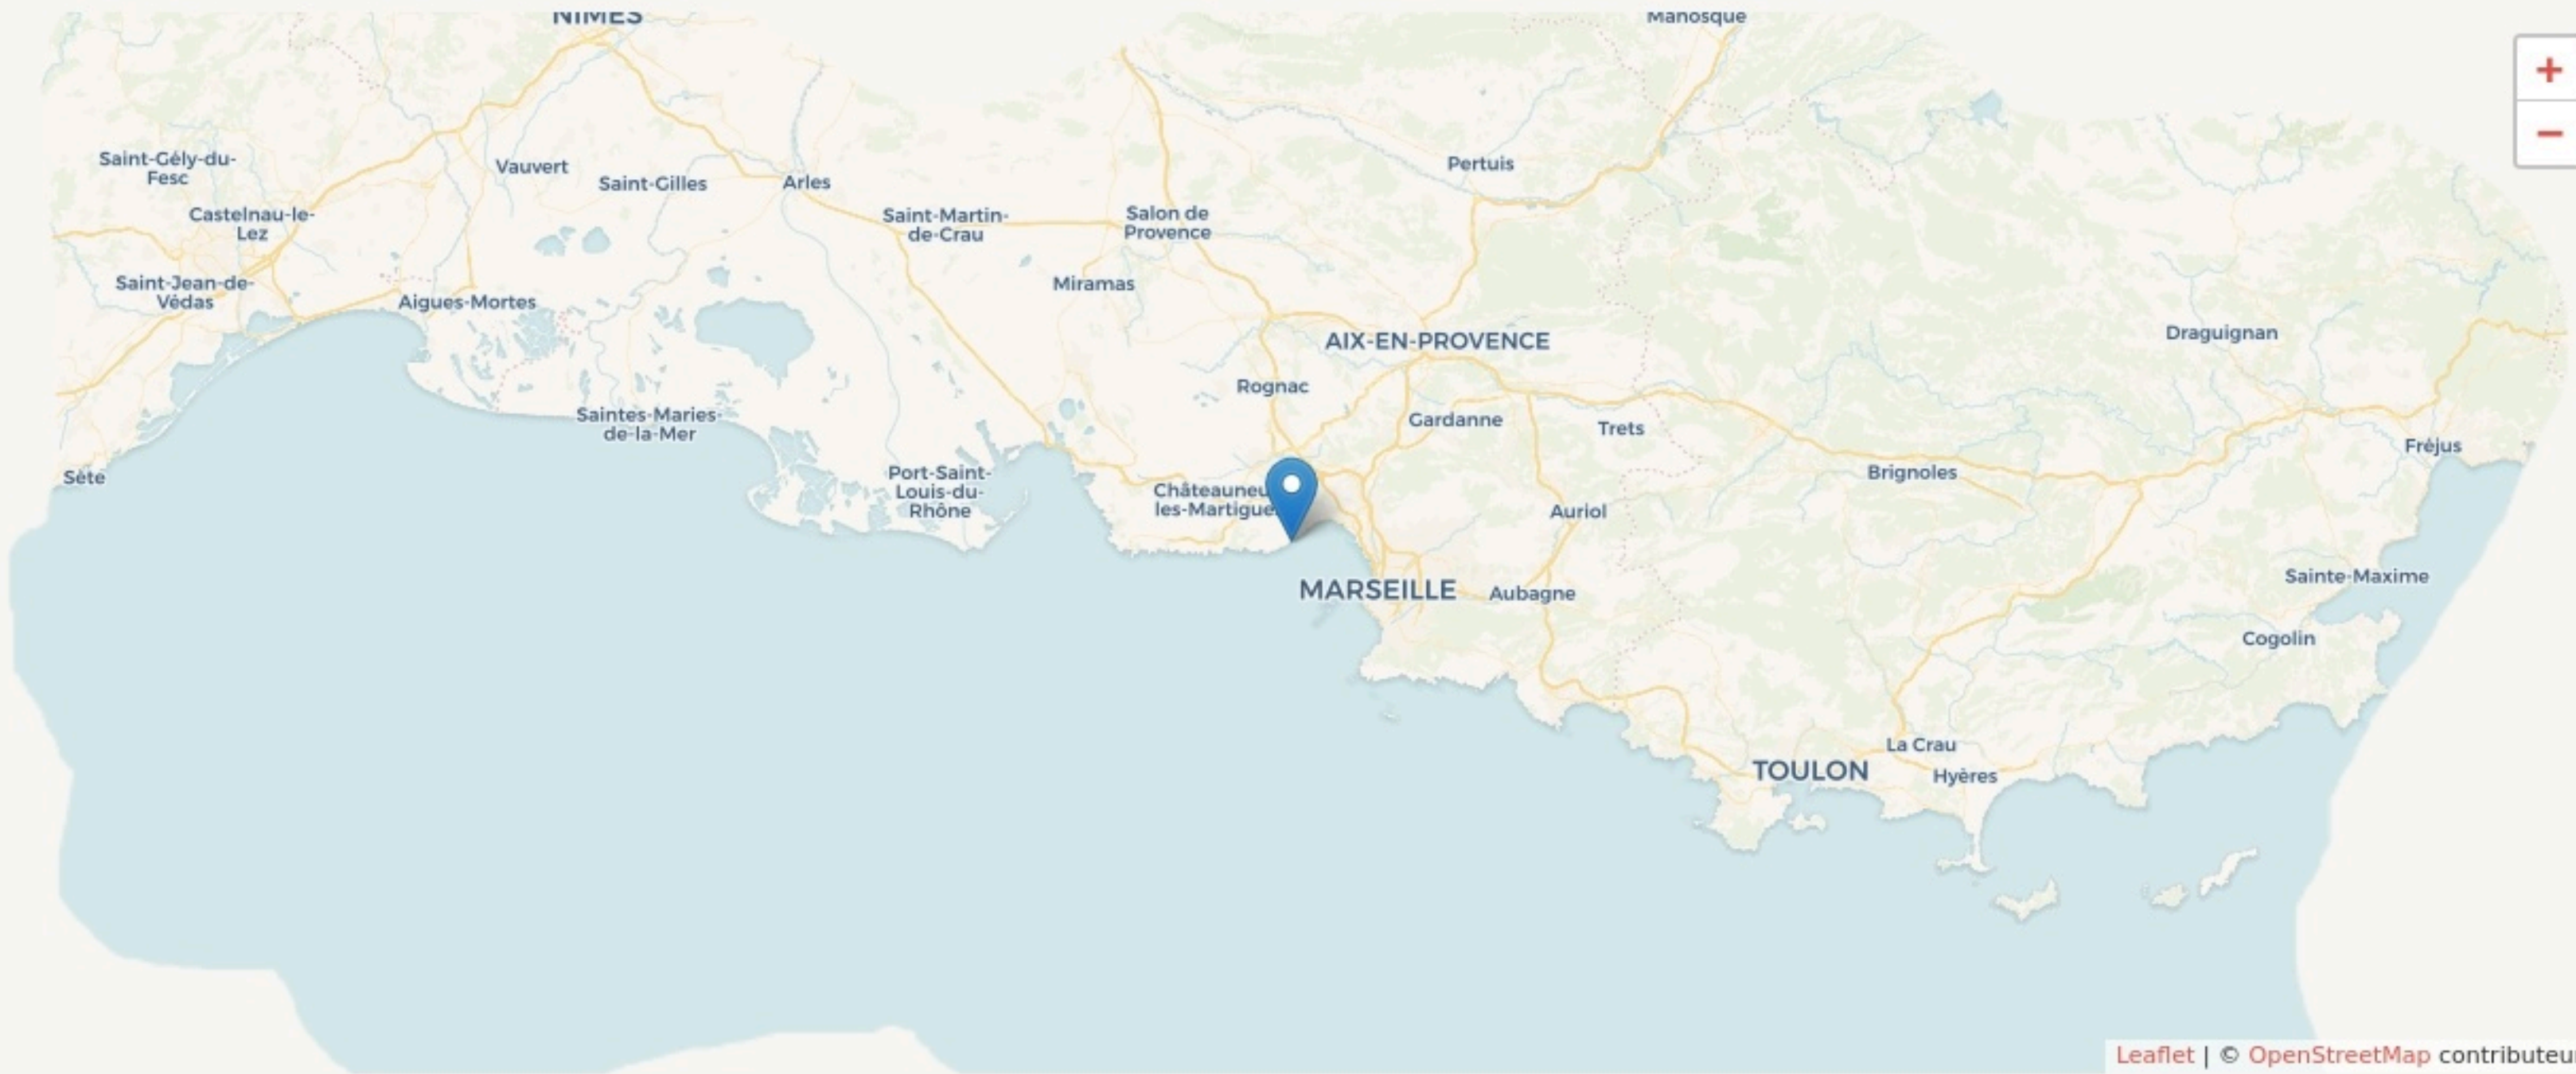 NIMES
Manosque
+
−
Saint-Gély-du-
Fesc
Vauvert
Saint-Gilles
Arles
Pertuis
Castelnau-le-
Lez
Saint-Martin-
de-Crau
Salon de
Provence
Saint-Jean-de-
Védas
Aigues-Mortes
Miramas
AIX-EN-PROVENCE
Draguignan
Rognac
Saintes-Maries-
de-la-Mer
Gardanne
Trets
Fréjus
Sète
Port-Saint-
Louis-du-
Rhône
Châteauneu
les-Martigue
Brignoles
Auriol
MARSEILLE
Aubagne
Sainte-Maxime
Cogolin
La Crau
TOULON
Hyères
Leaflet | © OpenStreetMap contributeu